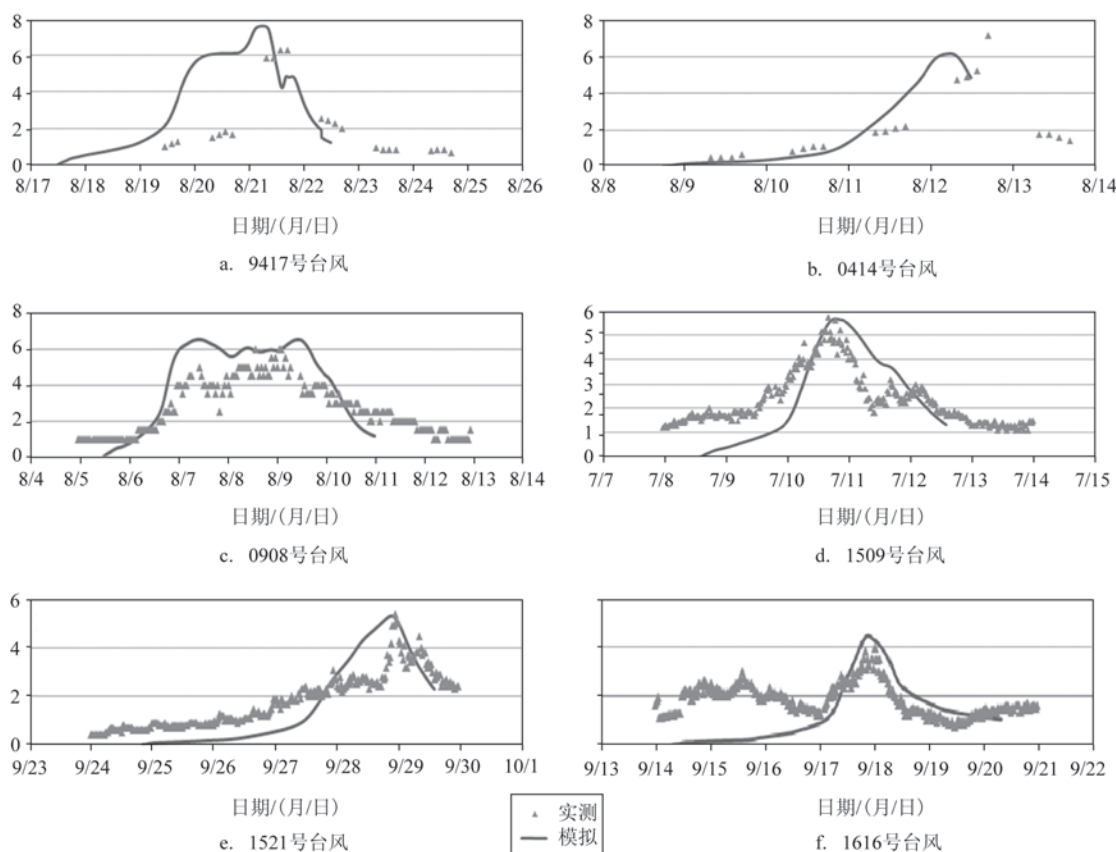 8
6
4
2
0
8/17 8/18 8/19 8/20 8/21 8/22 8/23 8/24 8/25 8/26
日期/(月/日)
a. 9417号台风
8
6
4
2
0
8/8 8/9 8/10 8/11 8/12 8/13 8/14
日期/(月/日)
b. 0414号台风
8
6
4
2
0
8/4 8/5 8/6 8/7 8/8 8/9 8/10 8/11 8/12 8/13 8/14
日期/(月/日)
c. 0908号台风
6
5
4
3
2
1
0
7/7 7/8 7/9 7/10 7/11 7/12 7/13 7/14 7/15
日期/(月/日)
d. 1509号台风
6
4
2
0
9/23 9/24 9/25 9/26 9/27 9/28 9/29 9/30 10/1
日期/(月/日)
e. 1521号台风
实测
模拟
9/13 9/14 9/15 9/16 9/17 9/18 9/19 9/20 9/21 9/22
日期/(月/日)
f. 1616号台风